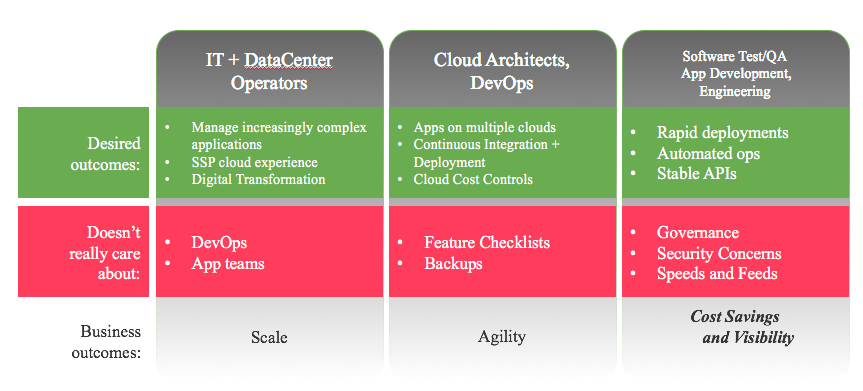 IT + DataCenter
Operators
Cloud Architects,
DevOps
Software Test/QA
App Development,
Engineering
Desired
outcomes:
• Manage increasingly complex
applications
• SSP cloud experience
• Digital Transformation
• Apps on multiple clouds
• Continuous Integration +
Deployment
• Cloud Cost Controls
• Rapid deployments
• Automated ops
• Stable APIs
Doesn’t
really care
about:
• DevOps
• App teams
• Feature Checklists
• Backups
• Governance
• Security Concerns
• Speeds and Feeds
Business
outcomes:
Scale
Agility
Cost Savings
and Visibility